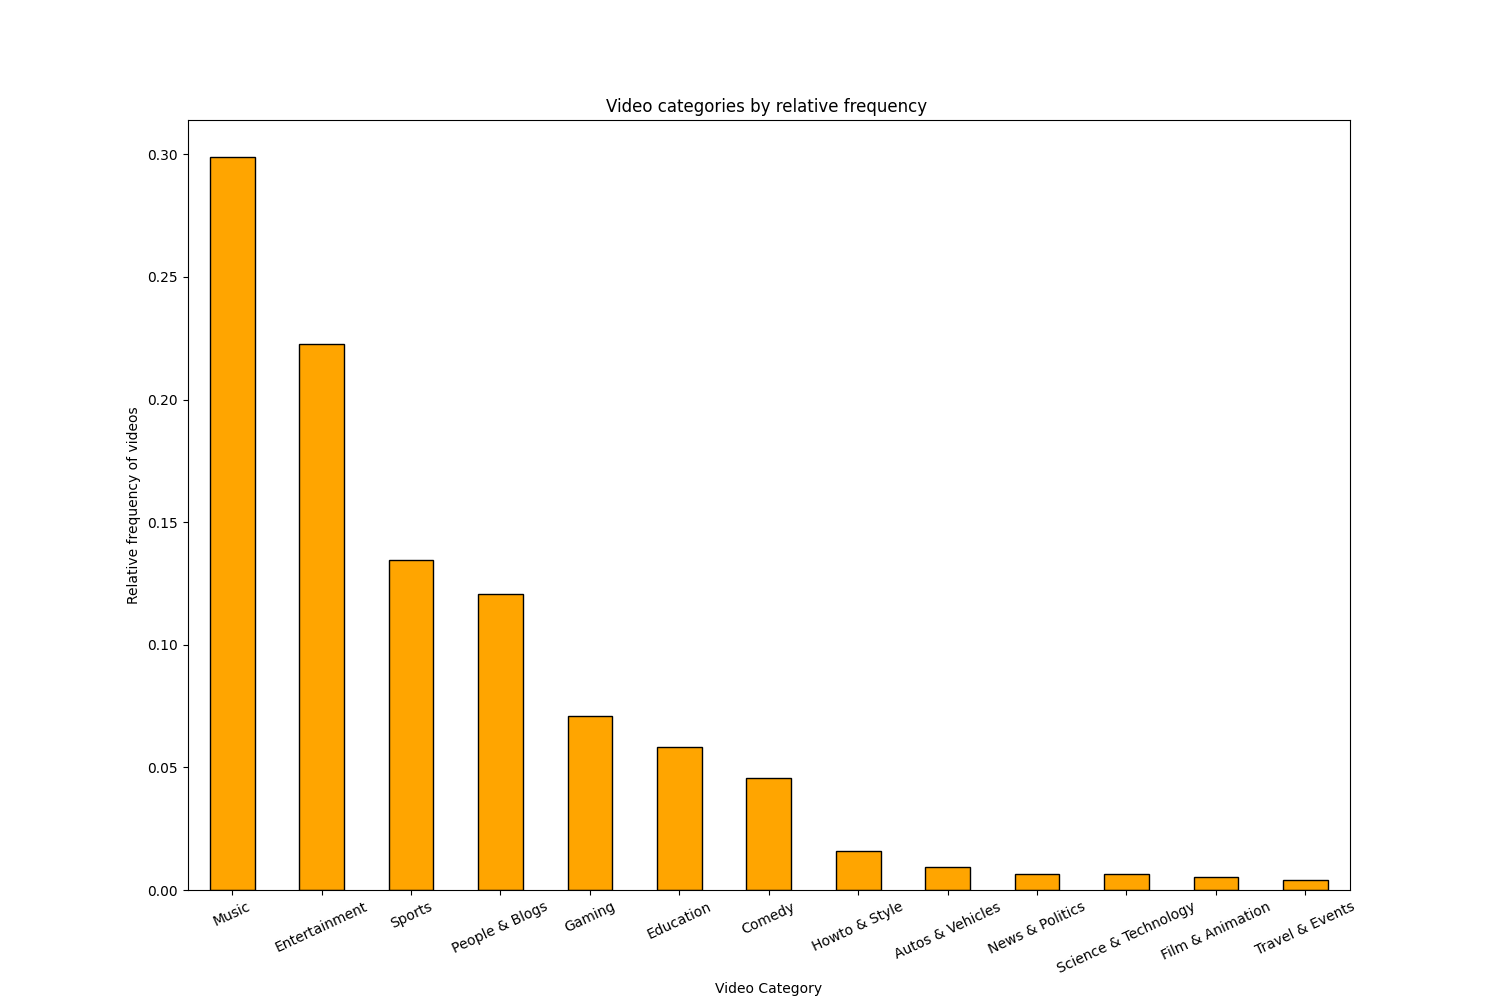 Video categories by relative frequency
Relative frequency of videos
0.30
0.25
0.20
0.15
0.10
0.05
0.00
Music
Entertainment
Sports
People & Blogs
Gaming
Education
Comedy
Howto & Style
Autos & Vehicles
News & Politics
Science & Technology
Film & Animation
Travel & Events
Video Category